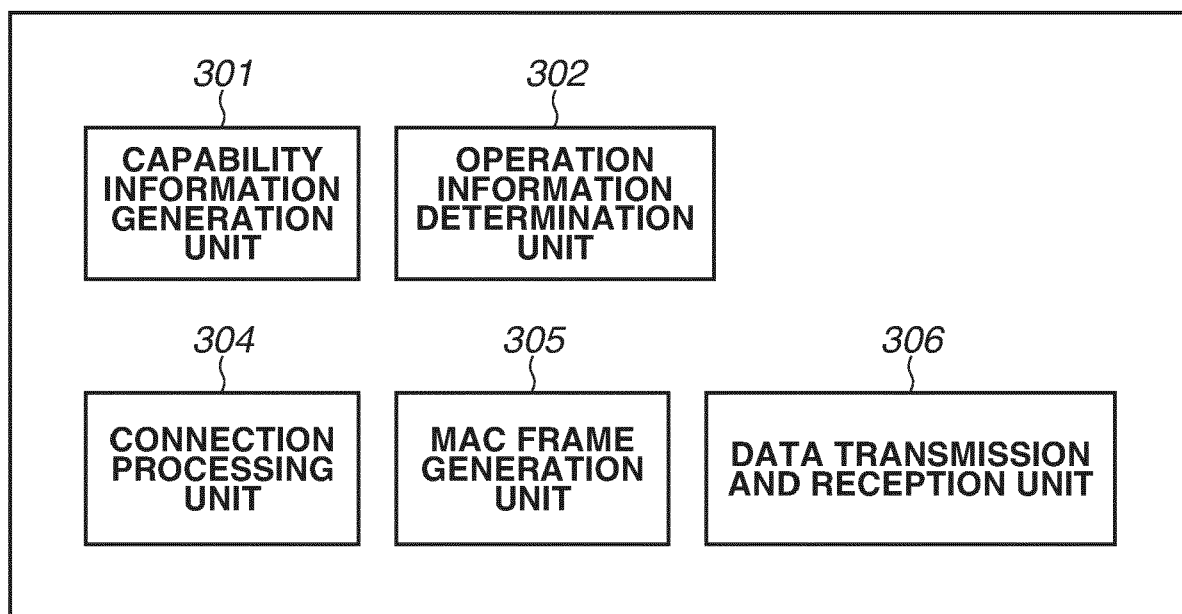 301
CAPABILITY
INFORMATION
GENERATION
UNIT
302
OPERATION
INFORMATION
DETERMINATION
UNIT
304
CONNECTION
PROCESSING
UNIT
305
MAC FRAME
GENERATION
UNIT
306
DATA TRANSMISSION
AND RECEPTION UNIT